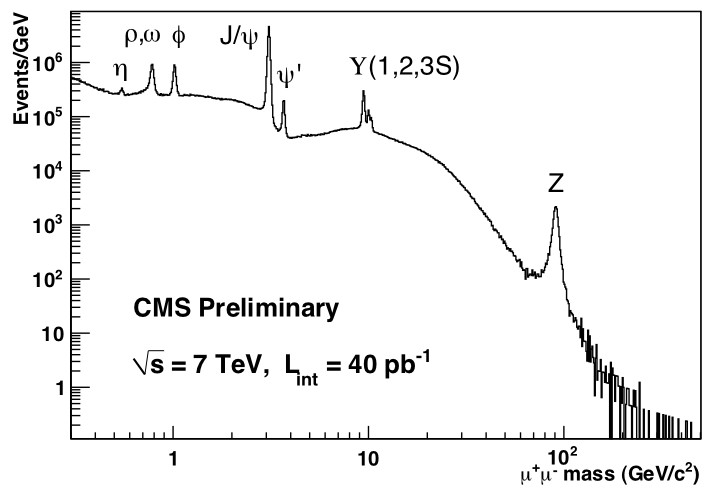 Events/GeV
10⁶
10⁵
10⁴
10³
10²
10
1
η
ρ,ω
ϕ
J/ψ
ψ'
Υ(1,2,3S)
Z
CMS Preliminary
√s = 7 TeV, L_int = 40 pb⁻¹
1
10
10²
μ⁺μ⁻ mass (GeV/c²)